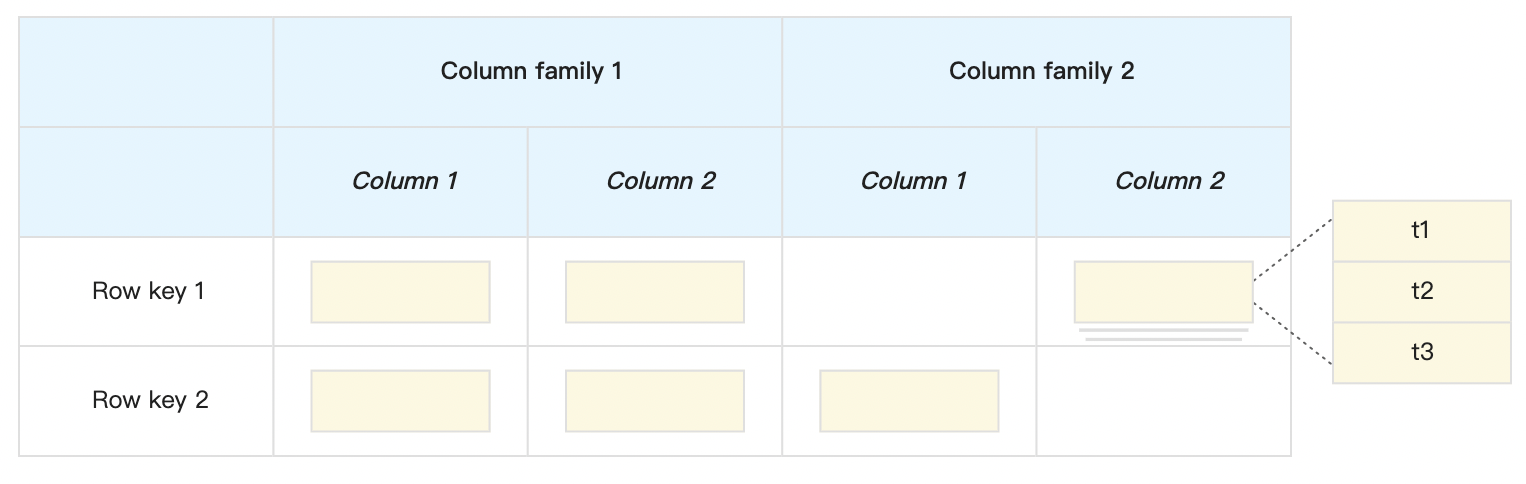 Column family 1
Column family 2
Column 1
Column 2
Column 1
Column 2
t1
Row key 1
t2
t3
Row key 2